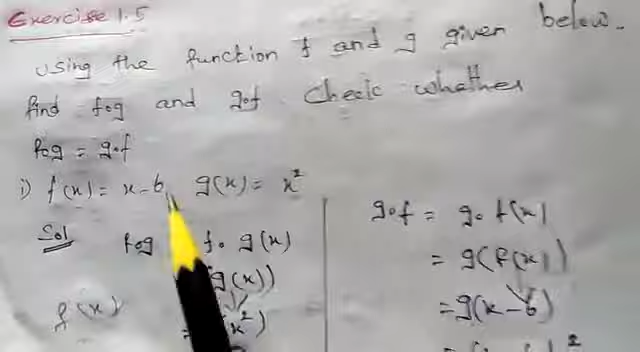 Exercise 1.5
Using the function f and g given below.
find fog and gof. Check whether
fog = gof
i) f(x) = x-6, g(x) = x²
Sol
fog f. g(x)
g(x))
x²)
f(x)
gof = g. f(x)
= g(f(x))
= g(x-6)